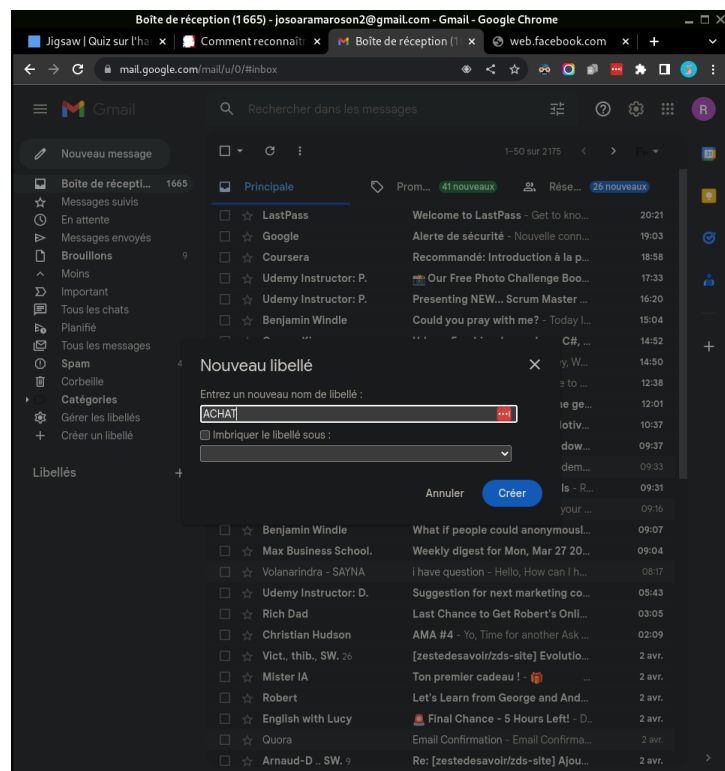 Boîte de réception (1 665) - josoaramaroson2@gmail.com - Gmail - Google Chrome
Jigsaw | Quiz sur l'ha
Comment reconnaîtr
Boîte de réception (1
web.facebook.com
mail.google.com/mail/u/0/#inbox
Gmail
Rechercher dans les messages
R
Nouveau message
1–50 sur 2 175
Boîte de récepti... 1665
Principale
Prom... 41 nouveaux
Rése... 26 nouveaux
Messages suivis
En attente
Messages envoyés
Brouillons 9
Moins
Important
Tous les chats
Planifié
Tous les messages
Spam 4
Corbeille
Catégories
Gérer les libellés
Créer un libellé
Libellés
LastPass Welcome to LastPass - Get to kno... 20:21
Google Alerte de sécurité - Nouvelle conn... 19:03
Coursera Recommandé: Introduction à la p... 18:58
Udemy Instructor: P. Our Free Photo Challenge Boo... 17:33
Udemy Instructor: P. Presenting NEW... Scrum Master ... 16:20
Benjamin Windle Could you pray with me? - Today I... 15:04
C#, ... 14:52
y, W... 14:50
e to ... 12:38
ne ge... 12:01
lotiv... 10:37
dow... 09:37
dem... 09:33
ls - R... 09:31
your ... 09:16
Nouveau libellé
Entrez un nouveau nom de libellé :
ACHAT
Imbriquer le libellé sous :
Annuler
Créer
Benjamin Windle What if people could anonymousl... 09:07
Max Business School. Weekly digest for Mon, Mar 27 20... 09:04
Volanarindra - SAYNA i have question - Hello, How can I h... 08:17
Udemy Instructor: D. Suggestion for next marketing co... 05:43
Rich Dad Last Chance to Get Robert's Onli... 03:05
Christian Hudson AMA #4 - Yo, Time for another Ask ... 02:09
Vict., thib., SW. 26 [zestedesavoir/zds-site] Evolutio... 2 avr.
Mister IA Ton premier cadeau ! - ... 2 avr.
Robert Let's Learn from George and And... 2 avr.
English with Lucy Final Chance - 5 Hours Left! - D.. 2 avr.
Quora Email Confirmation - Email Confirma... 2 avr.
Arnaud-D .. SW. 9 Re: [zestedesavoir/zds-site] Ajou... 2 avr.